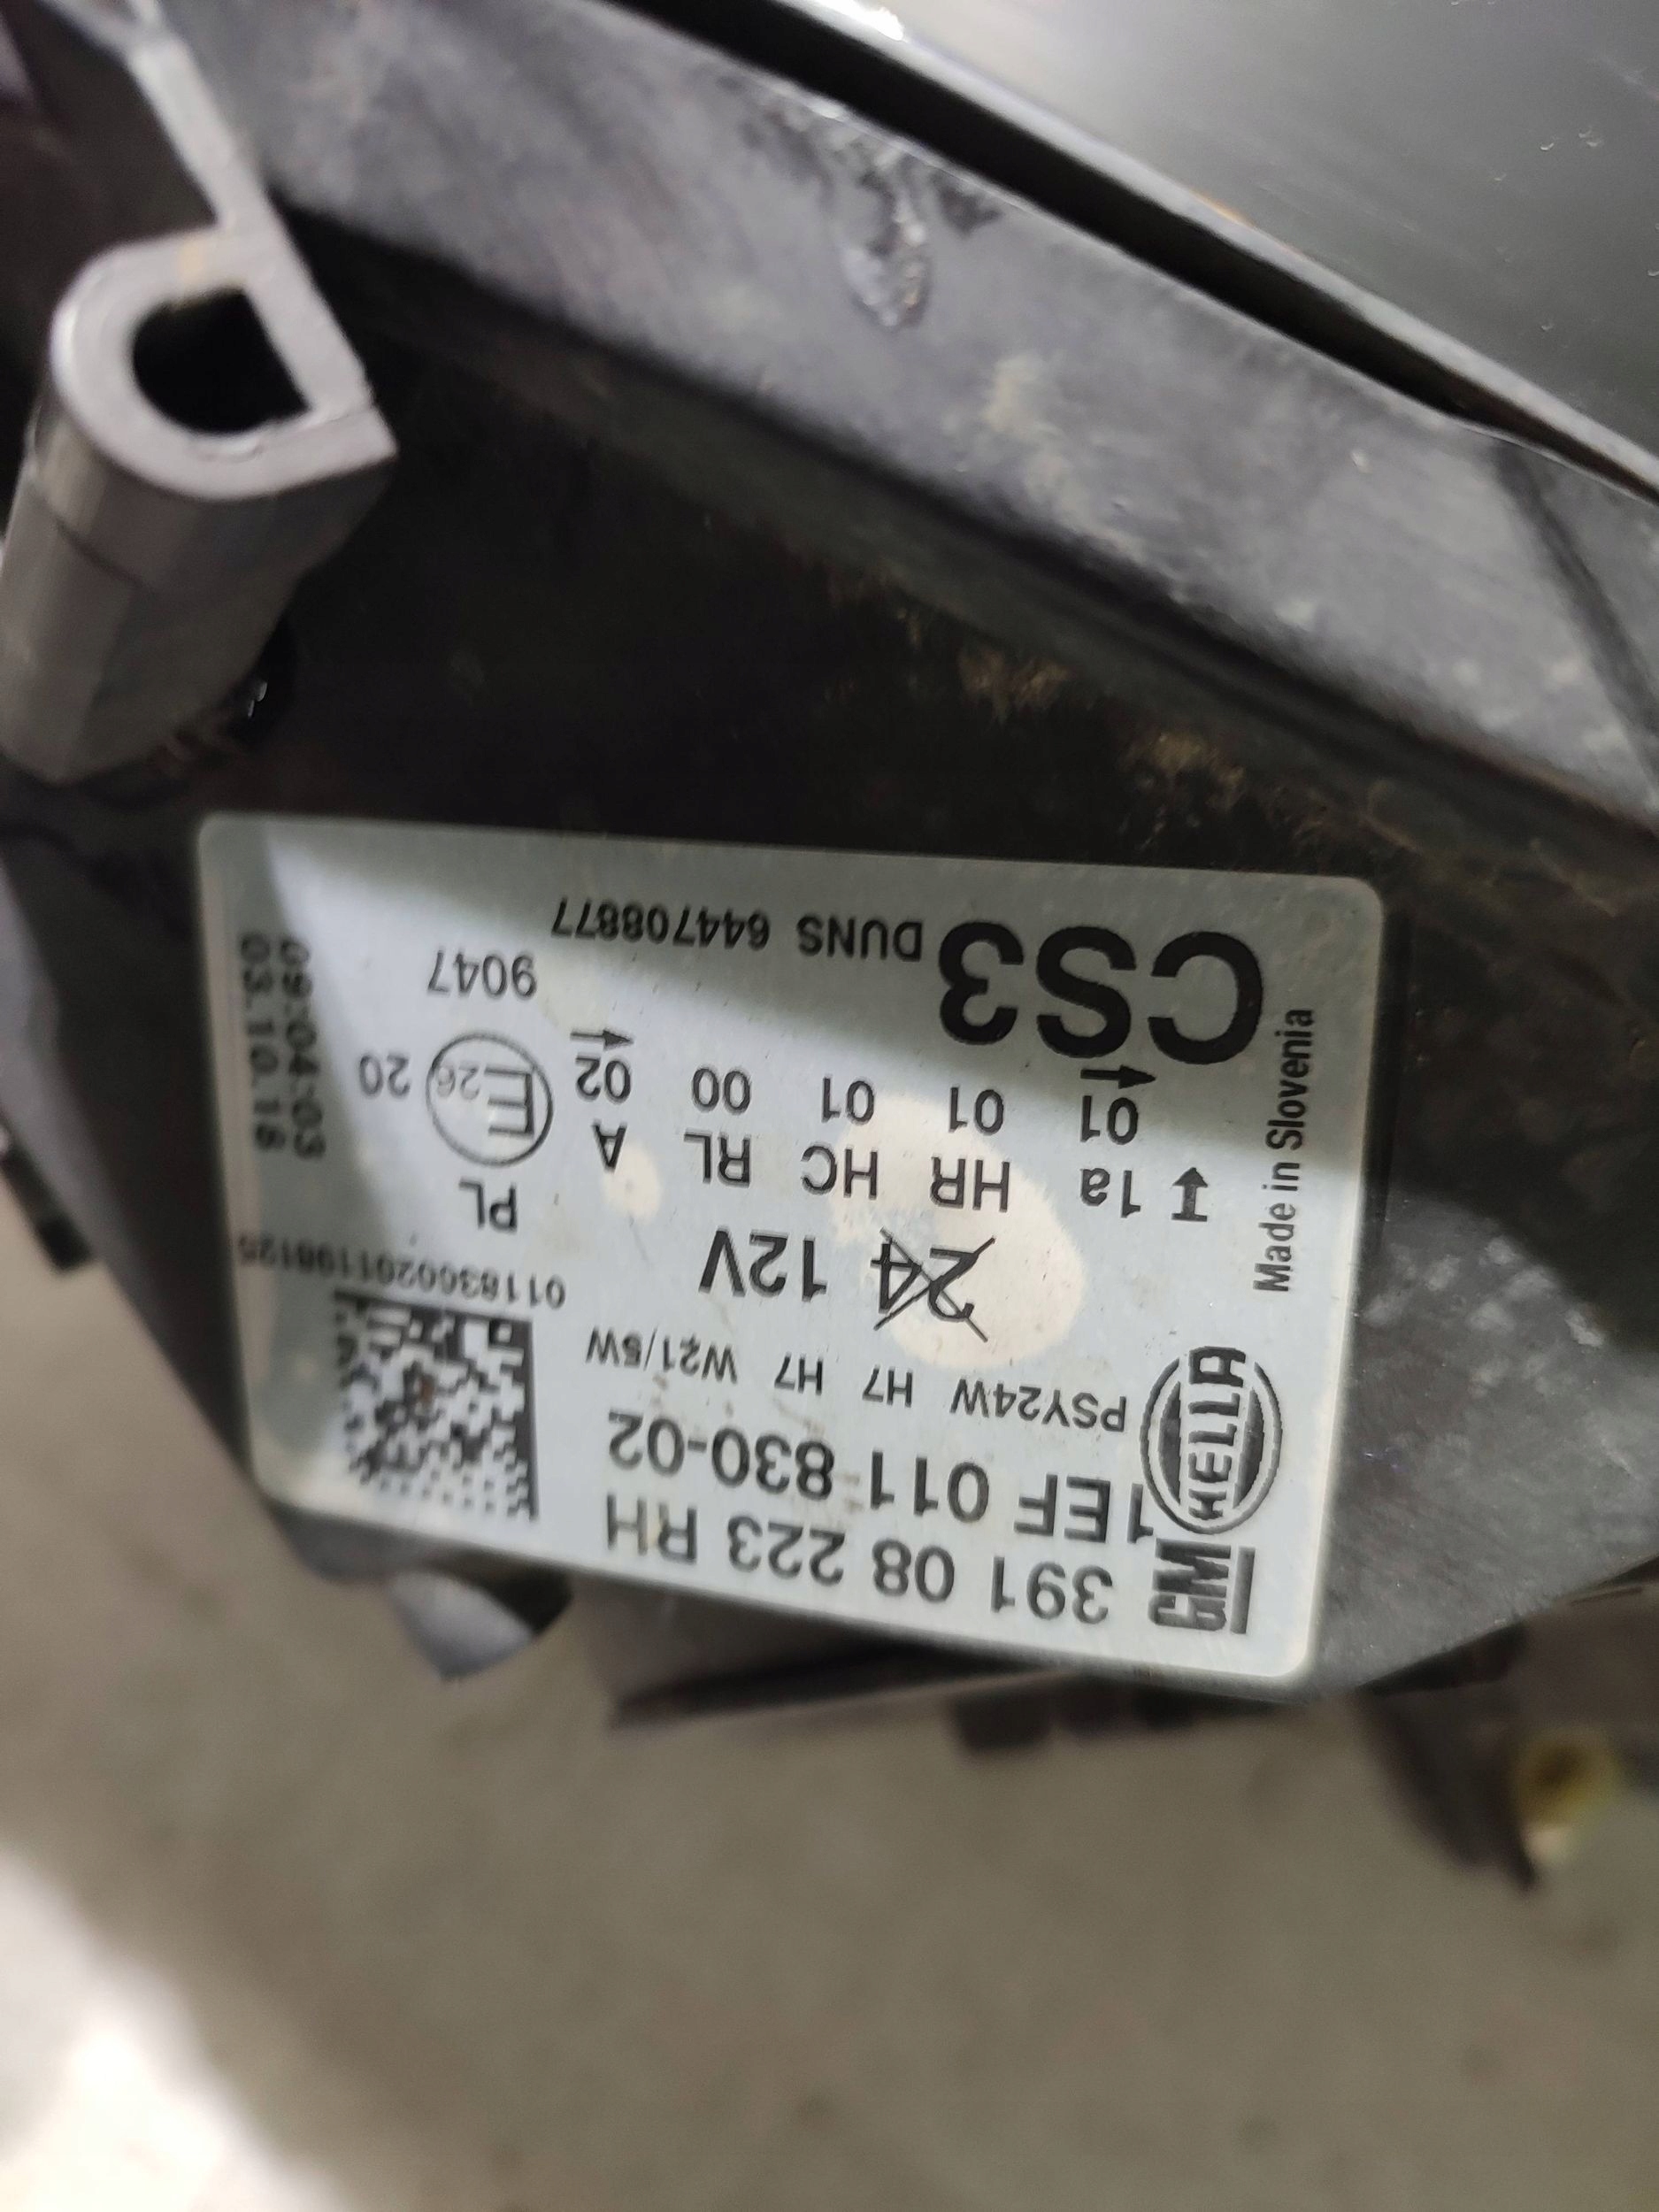 GM 391 08 223 RH
HELLA 1EF 011 830-02
PSY24W H7 H7 W21/5W
24 12V
1a HR HC RL A
01 01 01 00 02
CS3 DUNS 644708877
Made in Slovenia
PL
E26 20
9047
03.10.18
09:04:03